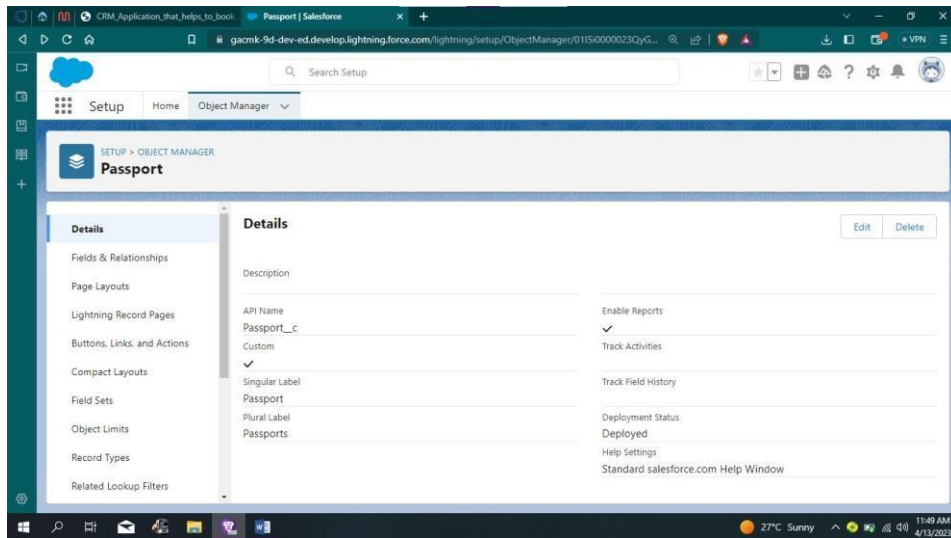 CRM_Application_that_helps_to_book
Passport | Salesforce
gacmk-9d-dev-ed.develop.lightning.force.com/lightning/setup/ObjectManager/01I5i0000023QyG...
VPN
Search Setup
Setup
Home
Object Manager
SETUP > OBJECT MANAGER
Passport
Details
Fields & Relationships
Page Layouts
Lightning Record Pages
Buttons, Links, and Actions
Compact Layouts
Field Sets
Object Limits
Record Types
Related Lookup Filters
Details
Edit
Delete
Description
API Name
Passport__c
Custom
Singular Label
Passport
Plural Label
Passports
Enable Reports
Track Activities
Track Field History
Deployment Status
Deployed
Help Settings
Standard salesforce.com Help Window
27°C Sunny
11:49 AM
4/13/2023